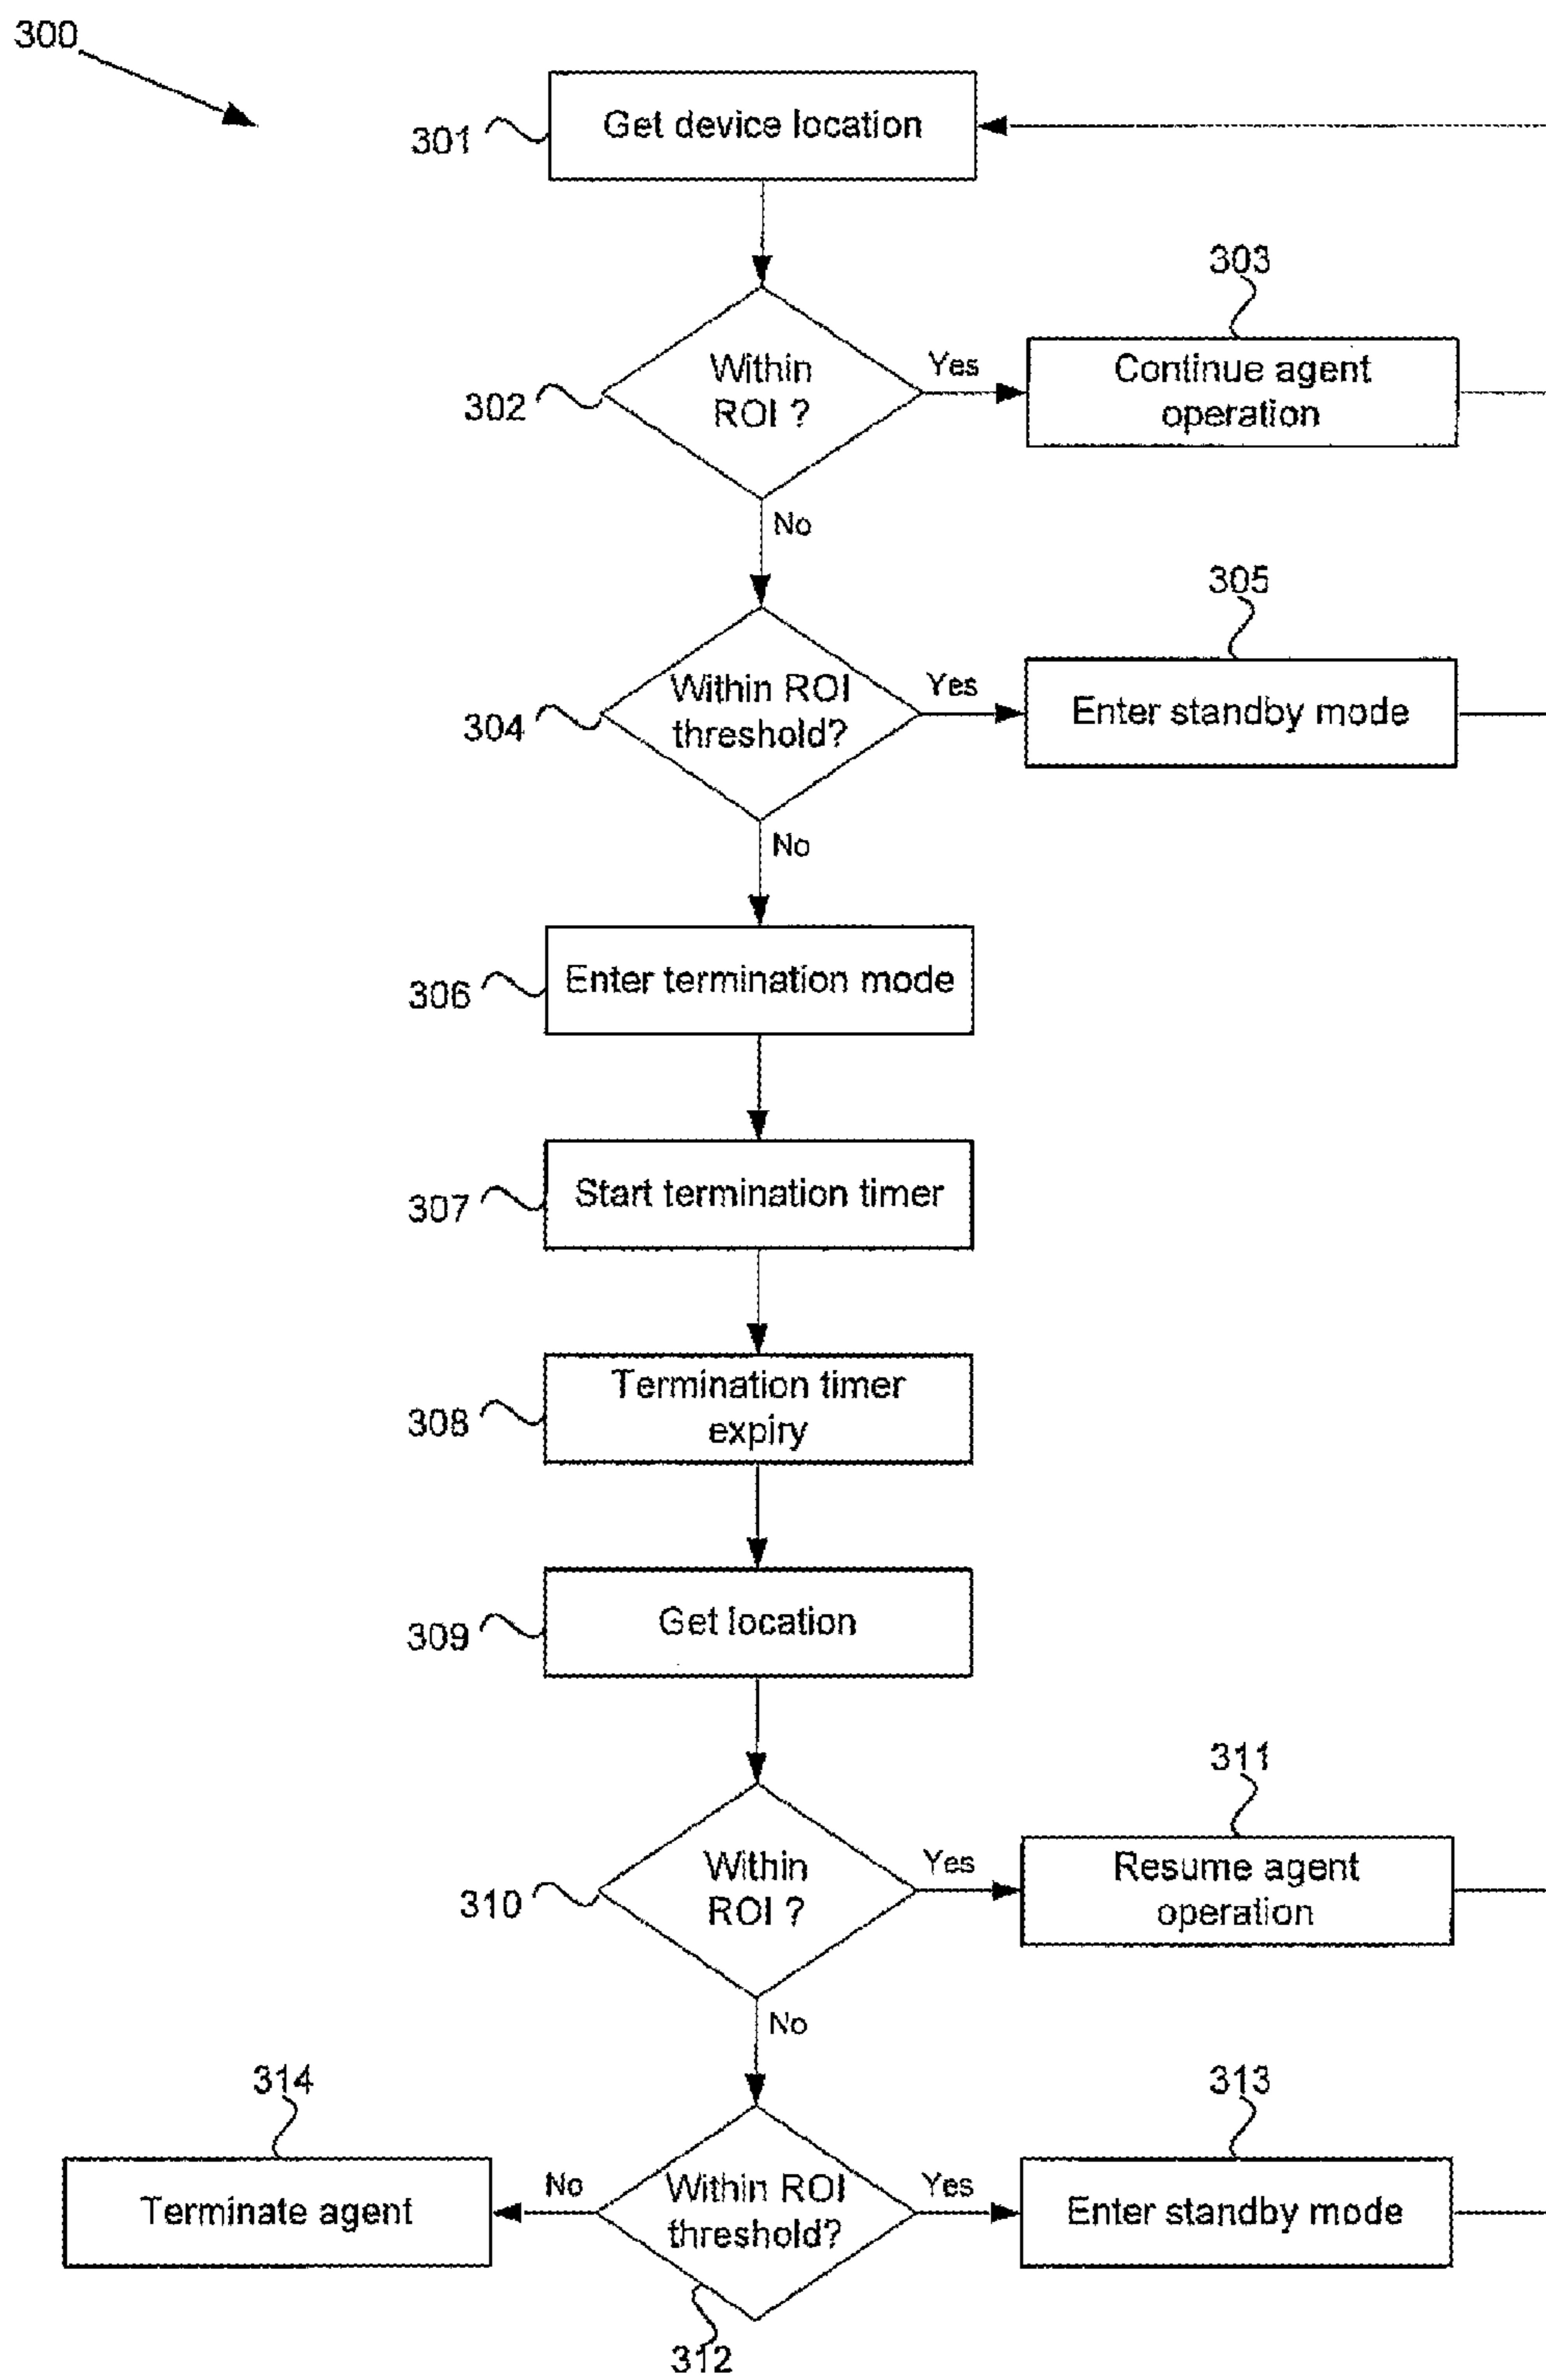 300
301
Get device location
303
302
Within
ROI ?
Yes
Continue agent
operation
No
305
304
Within ROI
threshold?
Yes
Enter standby mode
No
306
Enter termination mode
307
Start termination timer
308
Termination timer
expiry
309
Get location
311
310
Within
ROI ?
Yes
Resume agent
operation
No
314
313
Terminate agent
No
Within ROI
threshold?
Yes
Enter standby mode
312